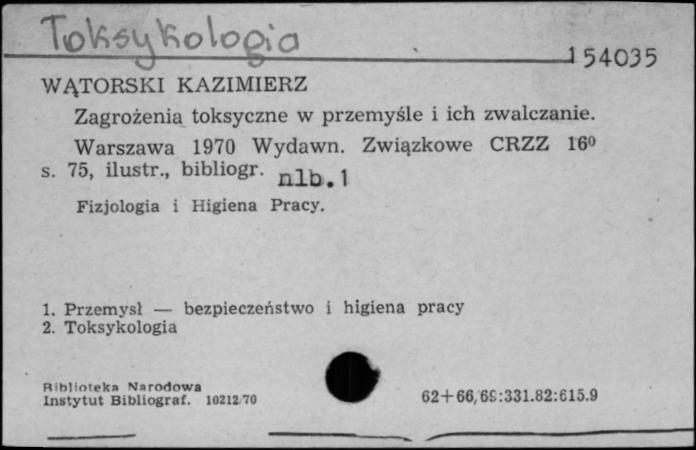 Toksykologia
154035
WĄTORSKI KAZIMIERZ
Zagrożenia toksyczne w przemyśle i ich zwalczanie.
Warszawa 1970 Wydawn. Związkowe CRZZ 16⁰
s. 75, ilustr., bibliogr. nlb.1
Fizjologia i Higiena Pracy.
1. Przemysł — bezpieczeństwo i higiena pracy
2. Toksykologia
Biblioteka Narodowa
Instytut Bibliograf. 10212/70
62+66/69:331.82:615.9